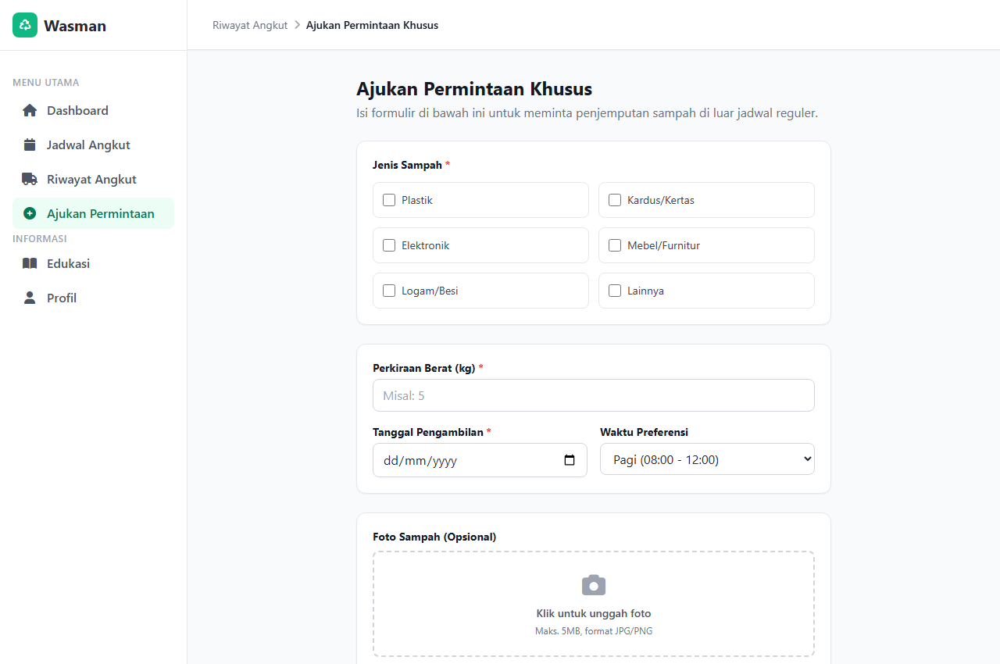 Wasman
Riwayat Angkut > Ajukan Permintaan Khusus
MENU UTAMA
Dashboard
Jadwal Angkut
Riwayat Angkut
Ajukan Permintaan
INFORMASI
Edukasi
Profil
Ajukan Permintaan Khusus
Isi formulir di bawah ini untuk meminta penjemputan sampah di luar jadwal reguler.
Jenis Sampah *
Plastik
Kardus/Kertas
Elektronik
Mebel/Furnitur
Logam/Besi
Lainnya
Perkiraan Berat (kg) *
Misal: 5
Tanggal Pengambilan *
Waktu Preferensi
dd/mm/yyyy
Pagi (08:00 - 12:00)
Foto Sampah (Opsional)
Klik untuk unggah foto
Maks. 5MB, format JPG/PNG